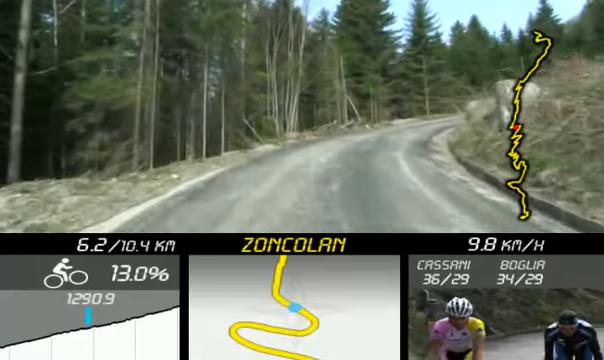 6.2/10.4 KM
ZONCOLAN
9.8 KM/H
13.0%
1290.9
CASSANI BOGLIA
36/29 34/29